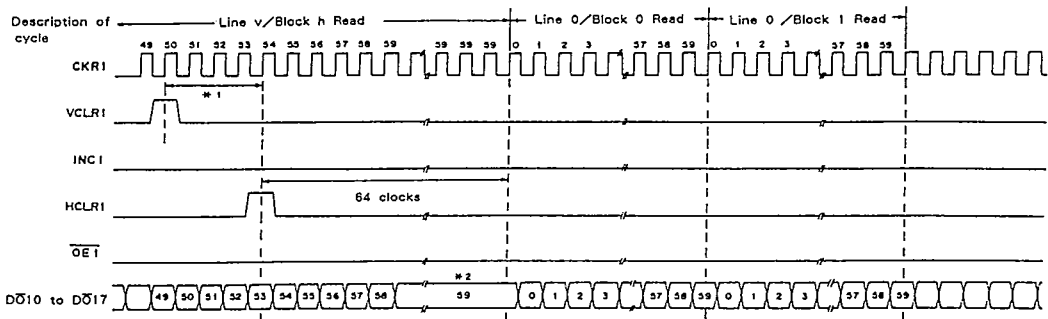 Description of cycle
Line v/Block h Read
Line 0/Block 0 Read
Line 0/Block 1 Read
49 50 51 52 53 54 55 56 57 58 59 59 59 59 0 1 2 3 57 58 59 0 1 2 3 57 58 59
CKR1
*1
VCLR1
INC1
64 clocks
HCLR1
OE1
*2
DO10 to DO17
49 50 51 52 53 54 55 56 57 58 59 0 1 2 3 57 58 59 0 1 2 3 57 58 59